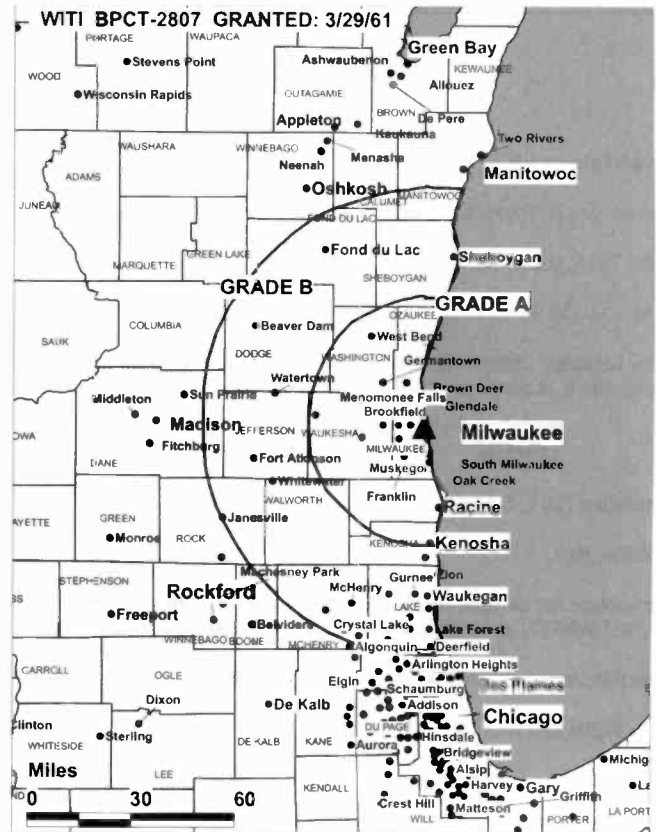 WITI BPCT-2807 GRANTED: 3/29/61
PORTAGE
WAUPACA
Green Bay
Ashwaubenon
KEWAUNEE
Stevens Point
WOOD
Allouez
Wisconsin Rapids
OUTAGAMIE
BROWN
De Pere
Appleton
Kaukauna
Two Rivers
WAUSHARA
WINNEBAGO
Menasha
Neenah
Manitowoc
ADAMS
Oshkosh
MANITOWOC
CALUMET
JUNEAU
FOND DU LAC
Fond du Lac
GREEN LAKE
Sheboygan
MARQUETTE
SHEBOYGAN
GRADE B
GRADE A
OZAUKEE
COLUMBIA
Beaver Dam
West Bend
SAUK
DODGE
WASHINGTON
Germantown
Watertown
Brown Deer
Middleton
Sun Prairie
Menomonee Falls
Glendale
Brookfield
Madison
Milwaukee
JEFFERSON
WAUKESHA
OWA
Fitchberg
MILWAUKEE
DANE
Fort Atkinson
Muskego
South Milwaukee
Oak Creek
Whitewater
Franklin
WALWORTH
Racine
AYETTE
GREEN
Janesville
Monroe
ROCK
KENOSHA
Kenosha
STEPHENSON
Machesney Park
Gurnee
Zion
SS
Rockford
McHenry
LAKE
Waukegan
Freeport
Belvidere
Crystal Lake
Lake Forest
WINNEBAGO
BOONE
MCHENRY
Algonquin
Deerfield
CARROLL
OGLE
Arlington Heights
Elgin
Des Plaines
Dixon
Schaumburg
De Kalb
Addison
Chicago
Clinton
Sterling
DU PAGE
Hinsdale
WHITESIDE
DE KALB
KANE
Aurora
Bridgeview
Miles
LEE
Alsip
Michig
KENDALL
Harvey
Gary
La
0 30 60
Crest Hill
Matteson
Griffith
WILL
PORTER
LA PORT